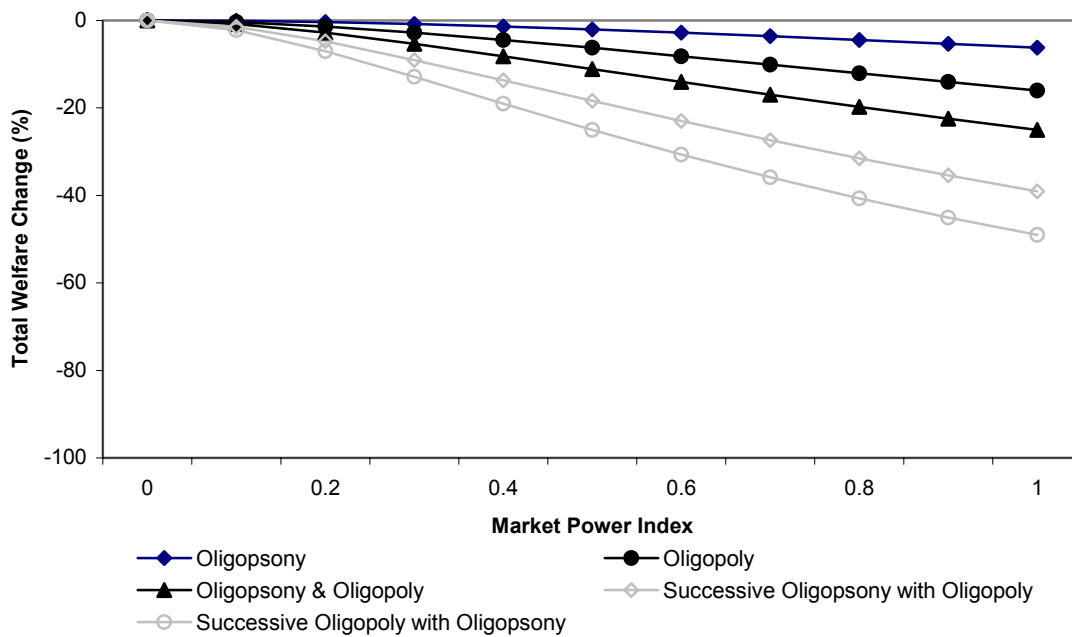 0
-20
-40
-60
-80
-100
Total Welfare Change (%)
0 0.2 0.4 0.6 0.8 1
Market Power Index
Oligopsony Oligopoly
Oligopsony & Oligopoly Successive Oligopsony with Oligopoly
Successive Oligopoly with Oligopsony